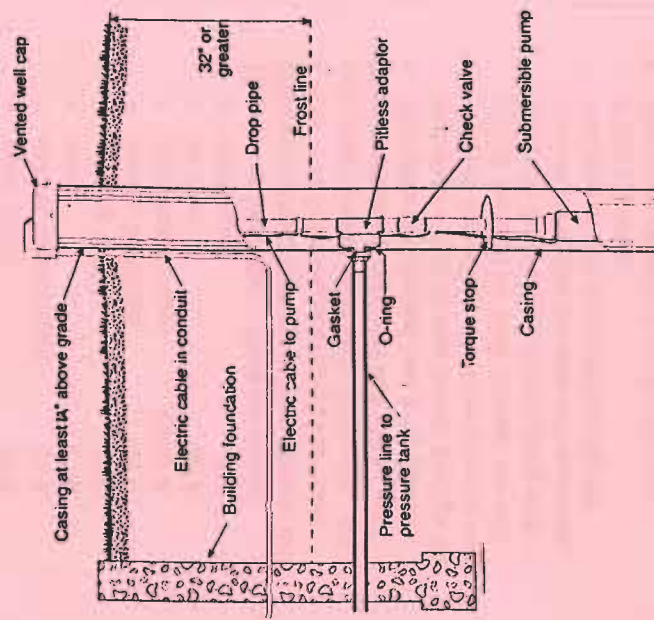 Vented well cap
Casing at least above grade
Electric cable in conduit
Building foundation
32" or
greater
Drop pipe
Frost line
Electric cable to pump
Pitless adaptor
Gasket
O-ring
Pressure line to
pressure tank
Check valve
Torque stop
Casing
Submersible pump